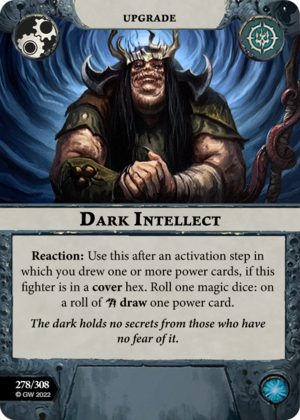 UPGRADE
DARK INTELLECT
Reaction: Use this after an activation step in
which you drew one or more power cards, if this
fighter is in a cover hex. Roll one magic dice: on
a roll of draw one power card.
The dark holds no secrets from those who have
no fear of it.
278/308
© GW 2022